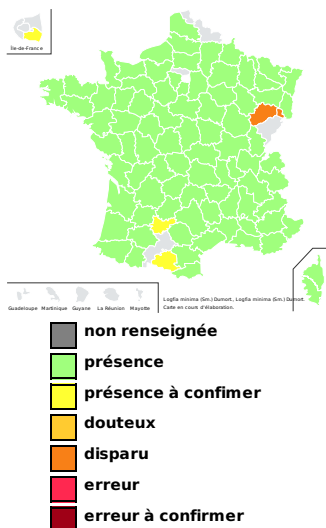 Île-de-France
Logfia minima (Sm.) Dumort., Logfia minima (Sm.) Dumort.
Carte en cours d'élaboration.
Guadeloupe Martinique Guyane La Réunion Mayotte
non renseignée
présence
présence à confimer
douteux
disparu
erreur
erreur à confirmer